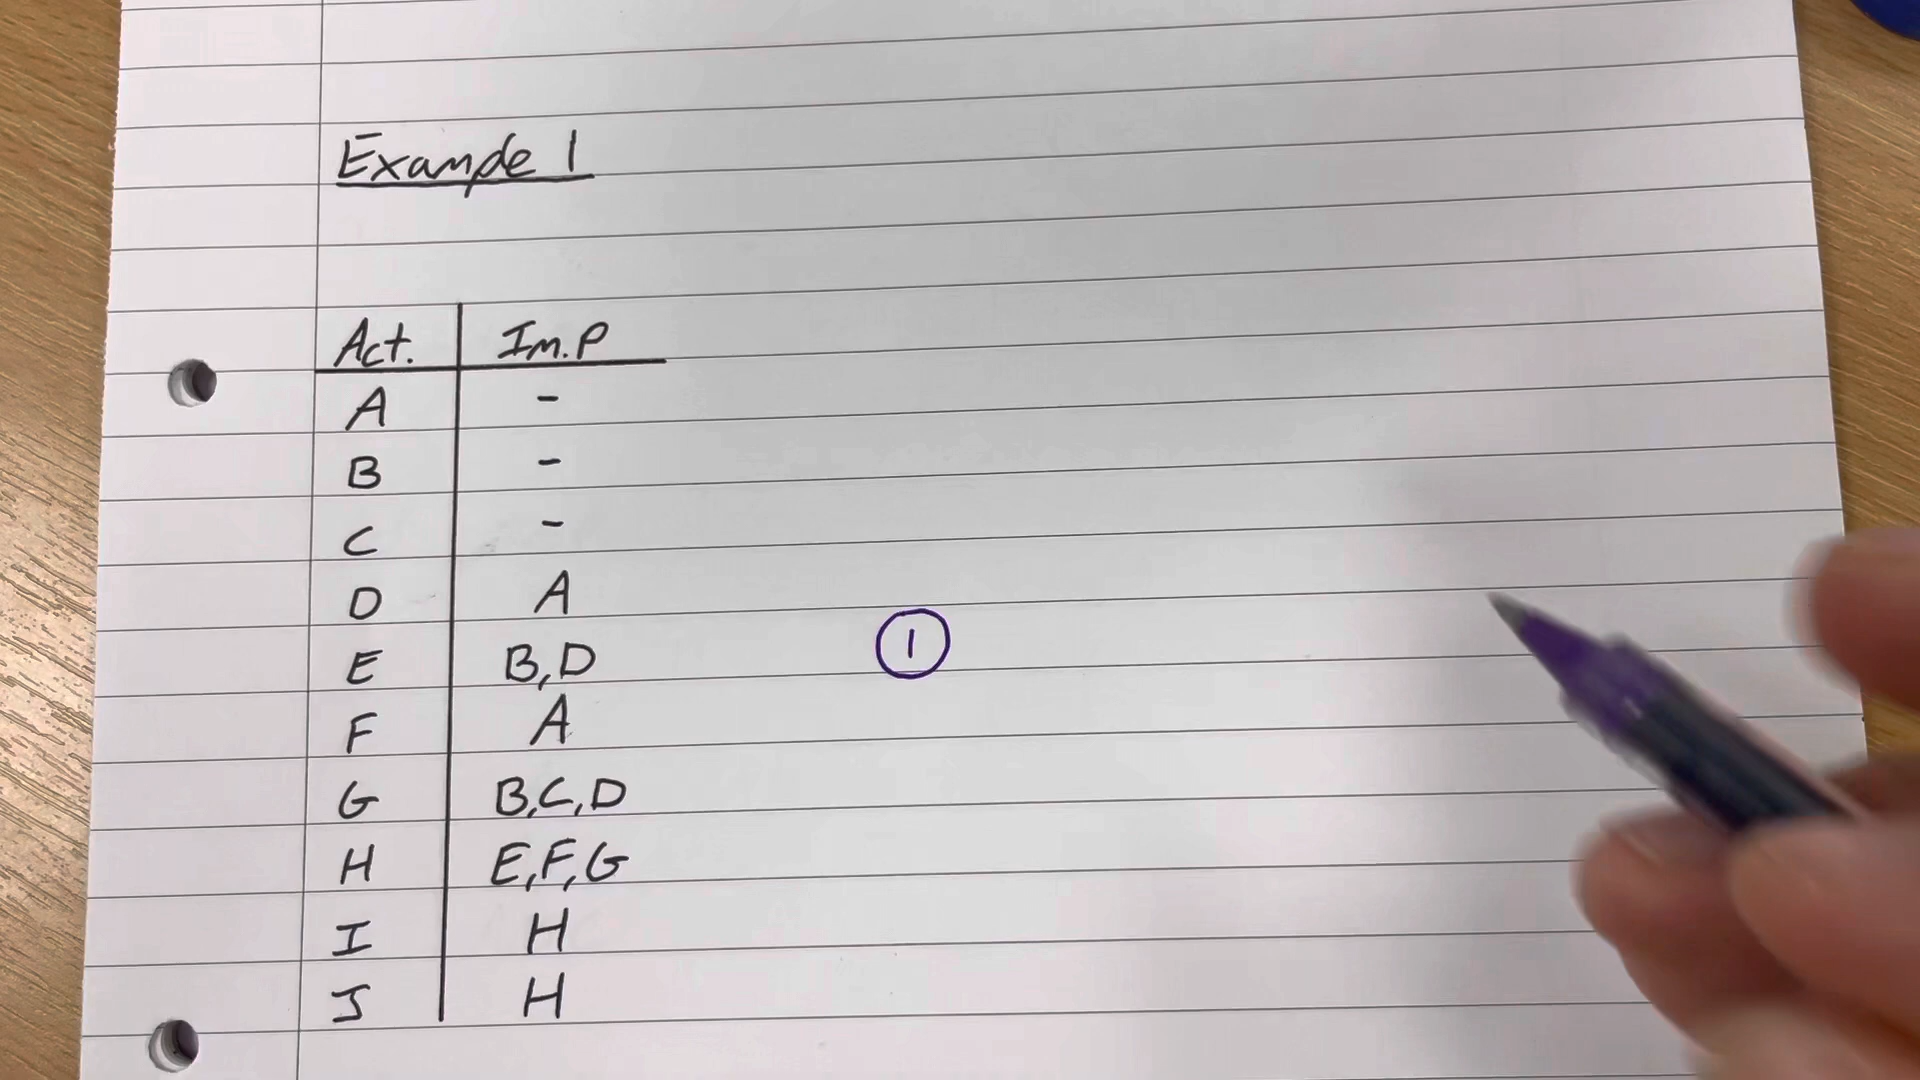 Example 1
Act. Im.P
A -
B -
C -
D A
E B,D
F A
G B,C,D
H E,F,G
I H
J H
1